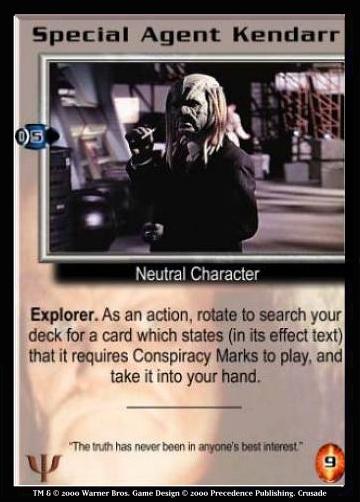 Special Agent Kendarr
5
Neutral Character
Explorer. As an action, rotate to search your
deck for a card which states (in its effect text)
that it requires Conspiracy Marks to play, and
take it into your hand.
"The truth has never been in anyone's best interest."
9
TM & © 2000 Warner Bros. Game Design © 2000 Precedence Publishing. Crusade